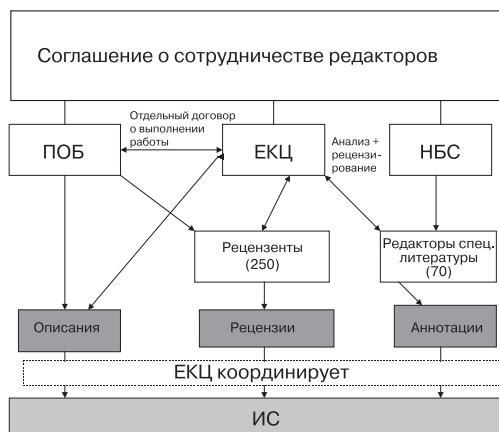 Соглашение о сотрудничестве редакторов
Отдельный договор
о выполнении
работы
ПОБ
ЕКЦ
Анализ +
рецензи-
рование
НБС
Рецензенты
(250)
Редакторы спец.
литературы
(70)
Описания
Рецензии
Аннотации
ЕКЦ координирует
ИС